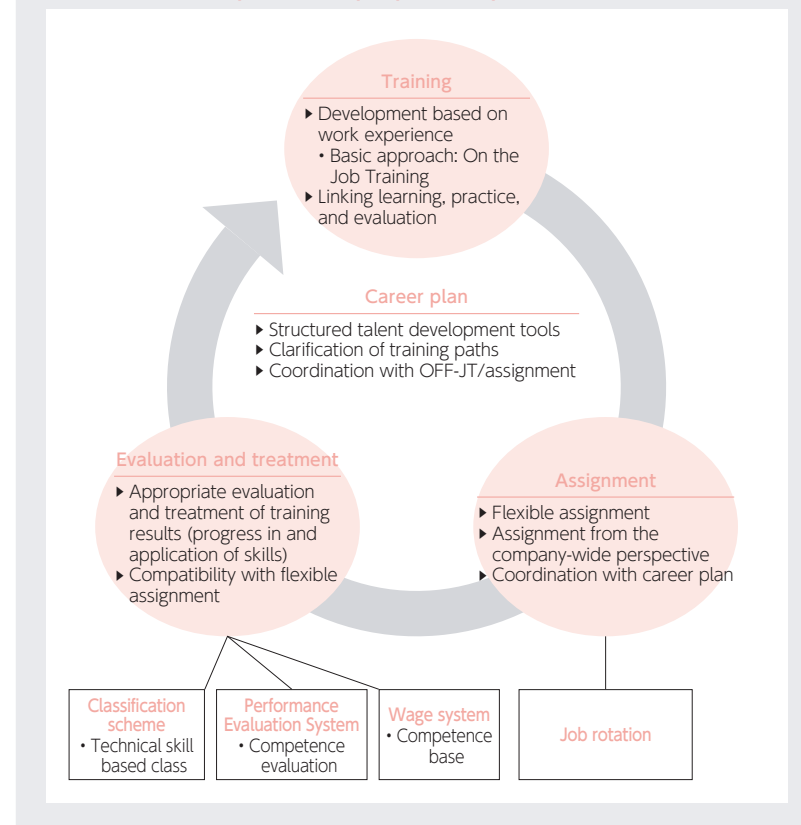 Training
▶ Development based on
work experience
• Basic approach: On the
Job Training
▶ Linking learning, practice,
and evaluation
Career plan
▶ Structured talent development tools
▶ Clarification of training paths
▶ Coordination with OFF-JT/assignment
Evaluation and treatment
▶ Appropriate evaluation
and treatment of training
results (progress in and
application of skills)
▶ Compatibility with flexible
assignment
Assignment
▶ Flexible assignment
▶ Assignment from the
company-wide perspective
▶ Coordination with career plan
Classification
scheme
• Technical skill
based class
Performance
Evaluation System
• Competence
evaluation
Wage system
• Competence
base
Job rotation